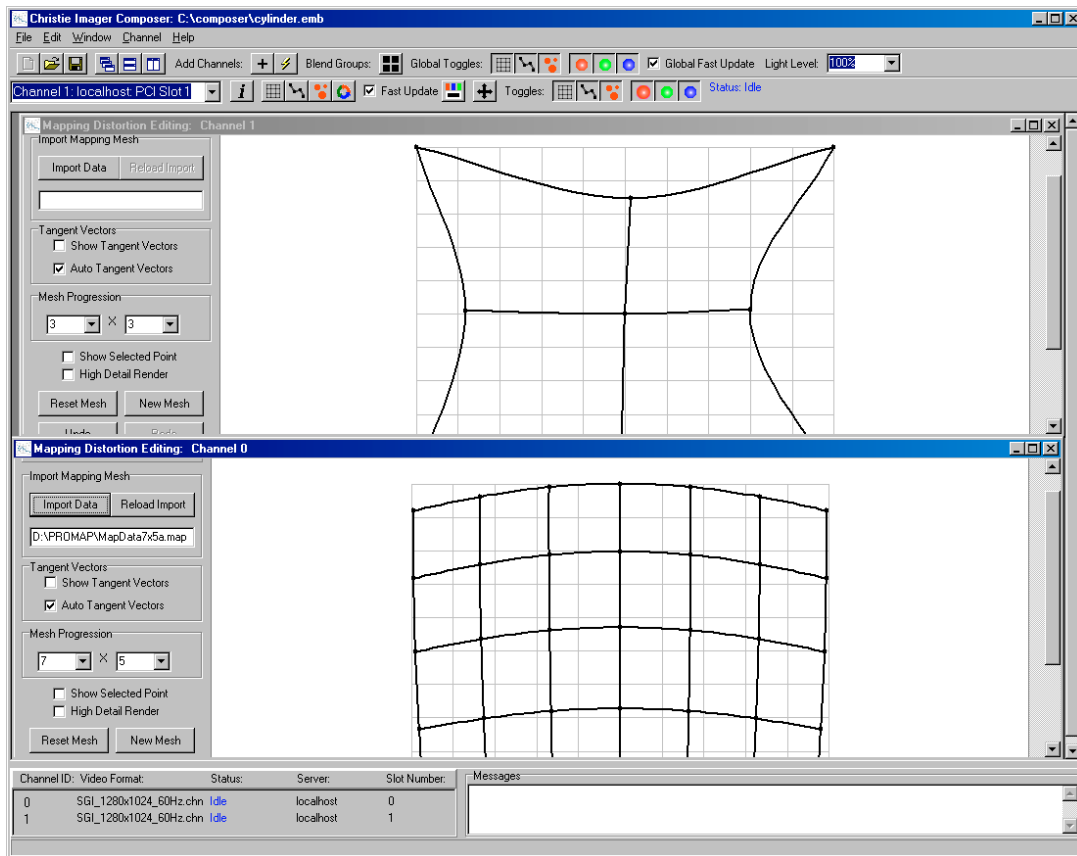 Christie Imager Composer: C:\composer\cylinder.emb
File Edit Window Channel Help
Add Channels: Blend Groups: Global Toggles: Global Fast Update Light Level: 100%
Channel 1: localhost: PCI Slot 1 i Fast Update Toggles: Status: Idle
Mapping Distortion Editing: Channel 1
Import Mapping Mesh
Import Data Reload Import
Tangent Vectors
Show Tangent Vectors
Auto Tangent Vectors
Mesh Progression
3 X 3
Show Selected Point
High Detail Render
Reset Mesh New Mesh
Undo Redo
Mapping Distortion Editing: Channel 0
Import Mapping Mesh
Import Data Reload Import
D:\PROMAP\MapData7x5a.map
Tangent Vectors
Show Tangent Vectors
Auto Tangent Vectors
Mesh Progression
7 X 5
Show Selected Point
High Detail Render
Reset Mesh New Mesh
Channel ID: Video Format: Status: Server: Slot Number: Messages
0 SGI_1280x1024_60Hz.chn Idle localhost 0
1 SGI_1280x1024_60Hz.chn Idle localhost 1